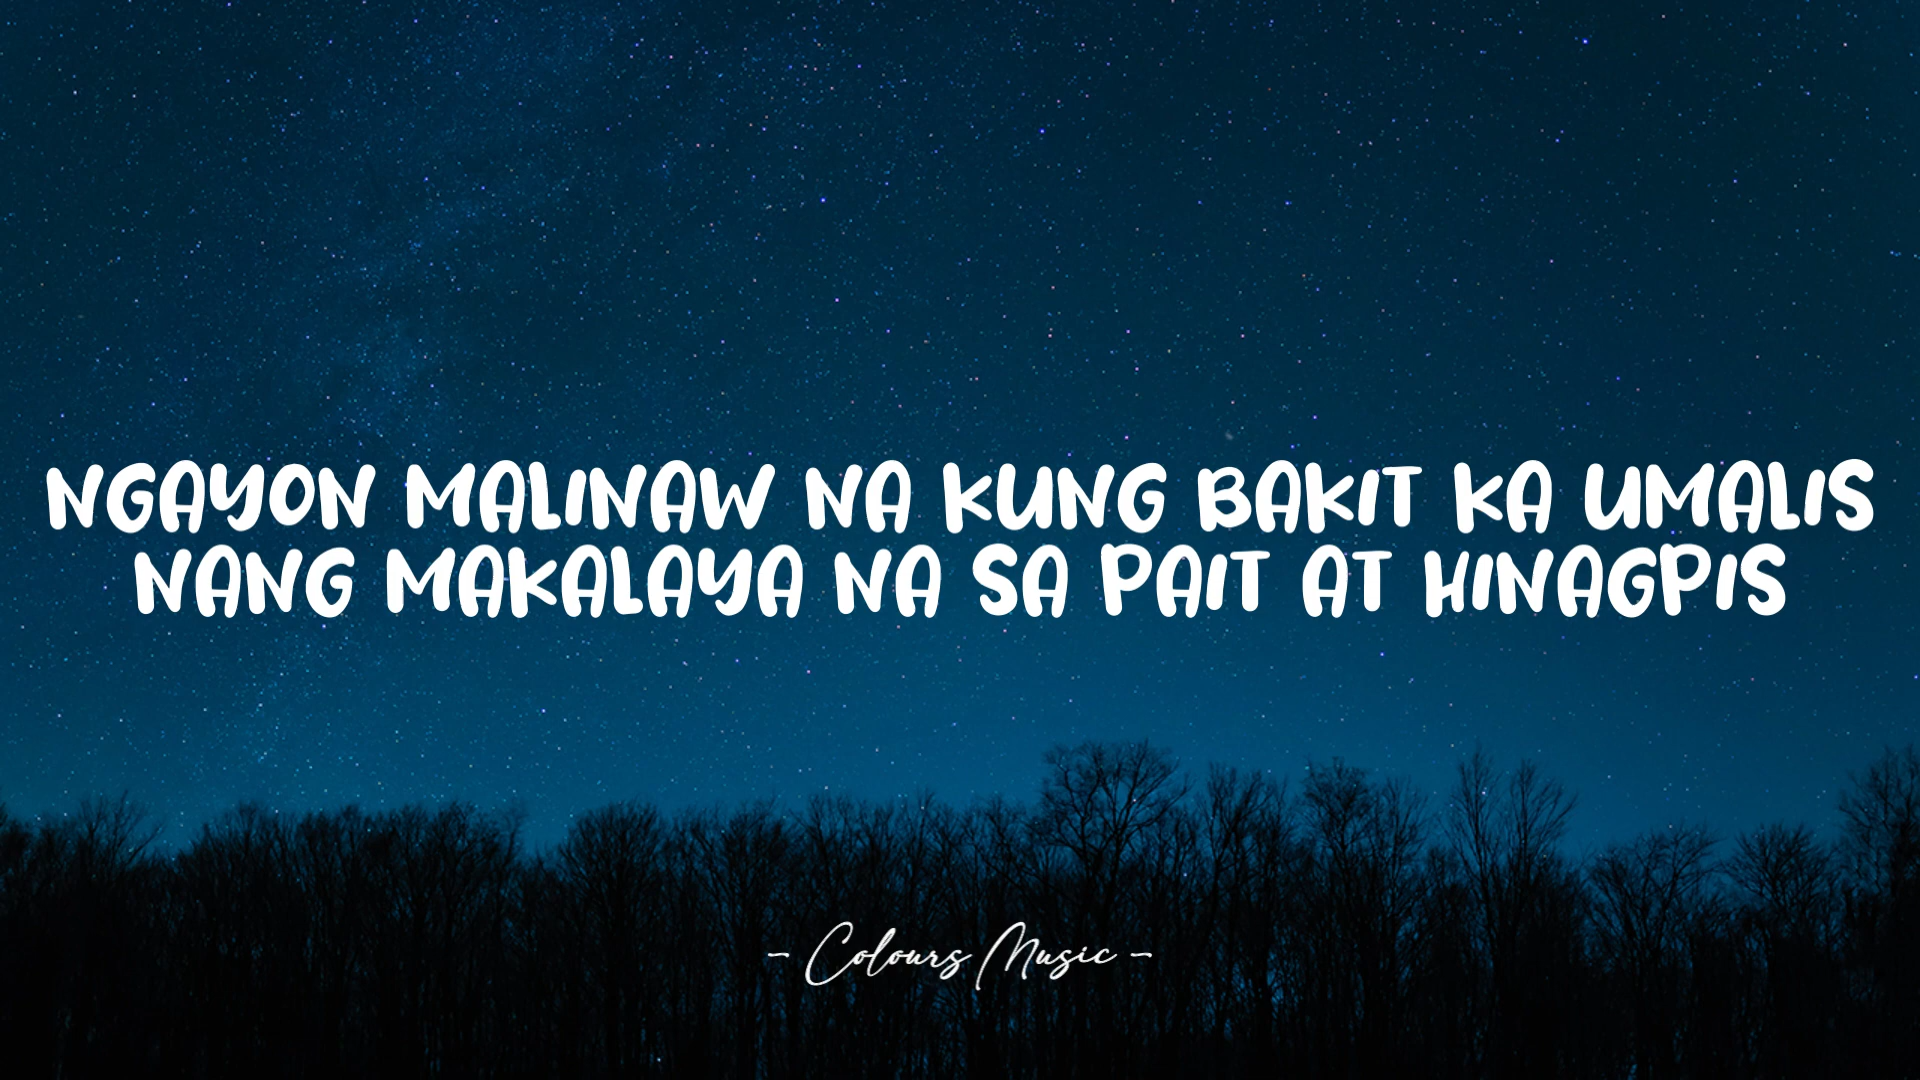 NGAYON MALINAW NA KUNG BAKIT KA UMALIS
NANG MAKALAYA NA SA PAIT AT HINAGPIS
- Colours Music -